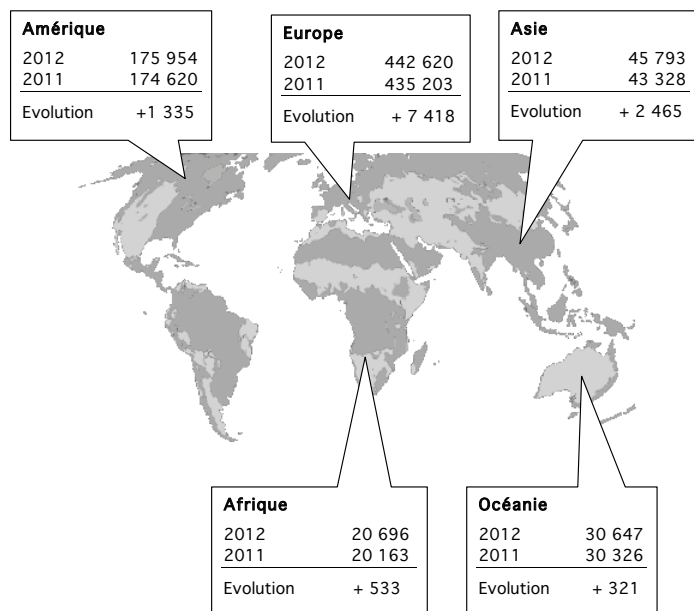 Amérique
2012 175 954
2011 174 620
Evolution +1 335
Europe
2012 442 620
2011 435 203
Evolution + 7 418
Asie
2012 45 793
2011 43 328
Evolution + 2 465
Afrique
2012 20 696
2011 20 163
Evolution + 533
Océanie
2012 30 647
2011 30 326
Evolution + 321